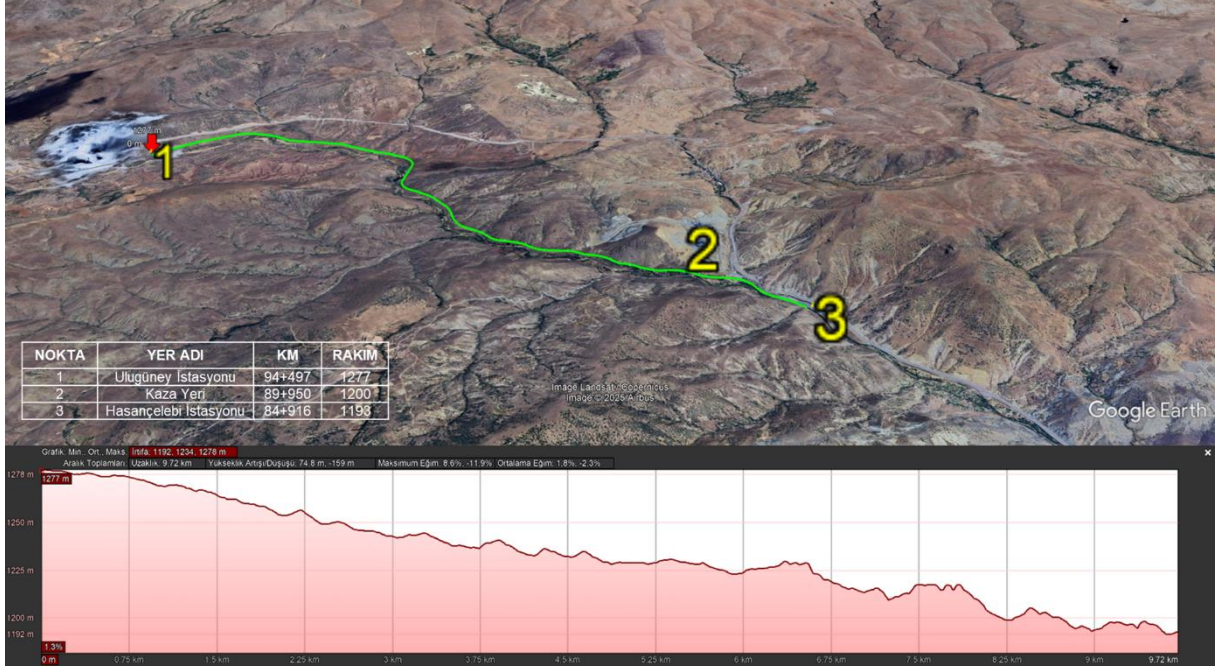 1277 m
0 m
1
2
3
NOKTA YER ADI KM RAKIM
1 Ulugüney İstasyonu 94+497 1277
2 Kaza Yeri 89+950 1200
3 Hasançelebi İstasyonu 84+916 1193
Image Landsat / Copernicus
Image © 2025 Airbus
Google Earth
Grafik: Min., Ort., Maks. İrtifa: 1192, 1234, 1278 m
Aralık Toplamları: Uzaklık: 9.72 km Yükseklik Artışı/Düşüşü: 74.8 m, -159 m Maksimum Eğim: 8.6%, -11.9% Ortalama Eğim: 1.8%, -2.3%
1278 m
1277 m
1250 m
1225 m
1200 m
1192 m
1.3%
0 m 0.75 km 1.5 km 2.25 km 3 km 3.75 km 4.5 km 5.25 km 6 km 6.75 km 7.5 km 8.25 km 9 km 9.72 km